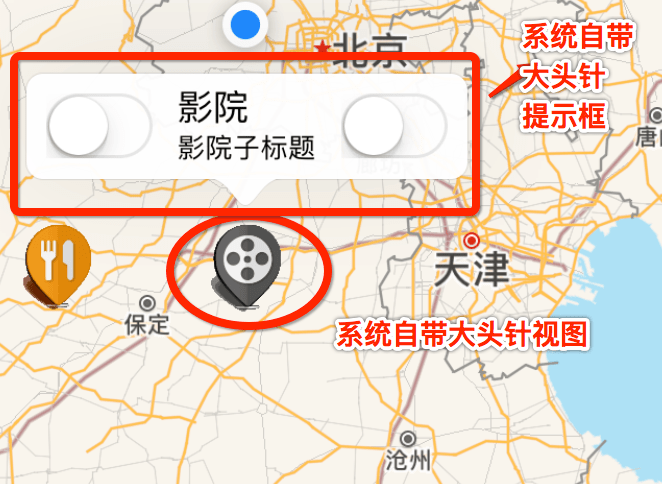 北京
系统自带
大头针
提示框
影院
影院子标题
唐
天津
保定
系统自带大头针视图
沧州